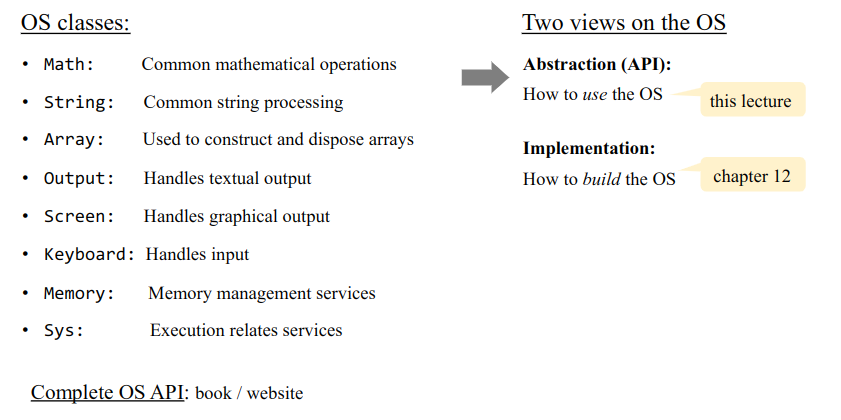 OS classes:
• Math: Common mathematical operations
• String: Common string processing
• Array: Used to construct and dispose arrays
• Output: Handles textual output
• Screen: Handles graphical output
• Keyboard: Handles input
• Memory: Memory management services
• Sys: Execution relates services
Complete OS API: book / website
Two views on the OS
Abstraction (API):
How to use the OS
this lecture
Implementation:
How to build the OS
chapter 12